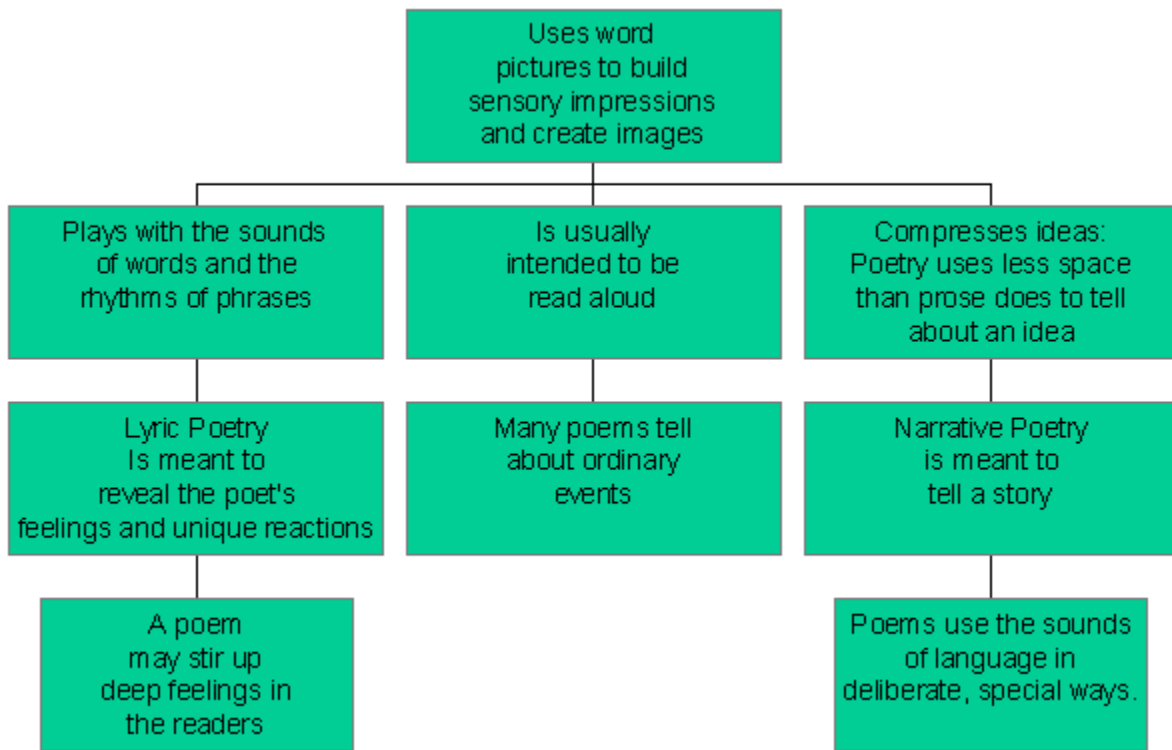 Uses word
pictures to build
sensory impressions
and create images
Plays with the sounds
of words and the
rhythms of phrases
Is usually
intended to be
read aloud
Compresses ideas:
Poetry uses less space
than prose does to tell
about an idea
Lyric Poetry
Is meant to
reveal the poet's
feelings and unique reactions
Many poems tell
about ordinary
events
Narrative Poetry
is meant to
tell a story
A poem
may stir up
deep feelings in
the readers
Poems use the sounds
of language in
deliberate, special ways.